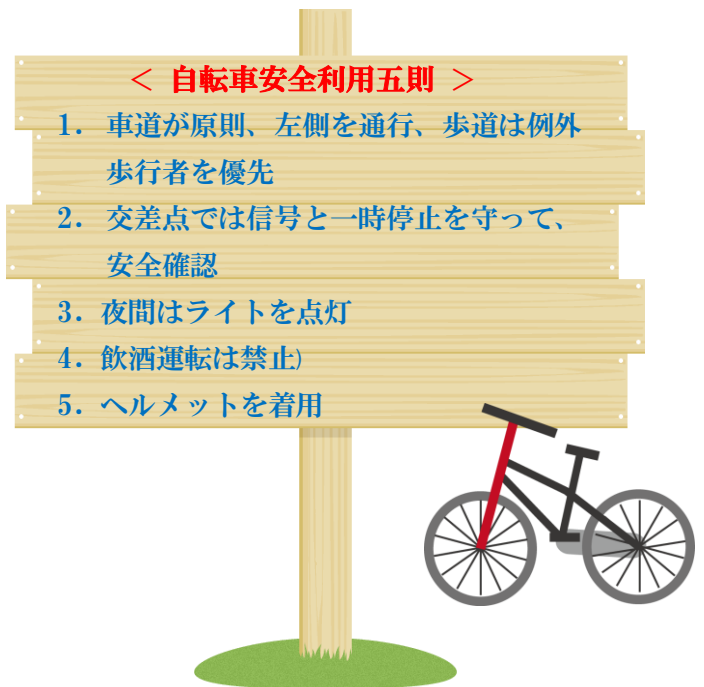 ＜ 自転車安全利用五則 ＞
1. 車道が原則、左側を通行、歩道は例外
歩行者を優先
2. 交差点では信号と一時停止を守って、
安全確認
3. 夜間はライトを点灯
4. 飲酒運転は禁止)
5. ヘルメットを着用